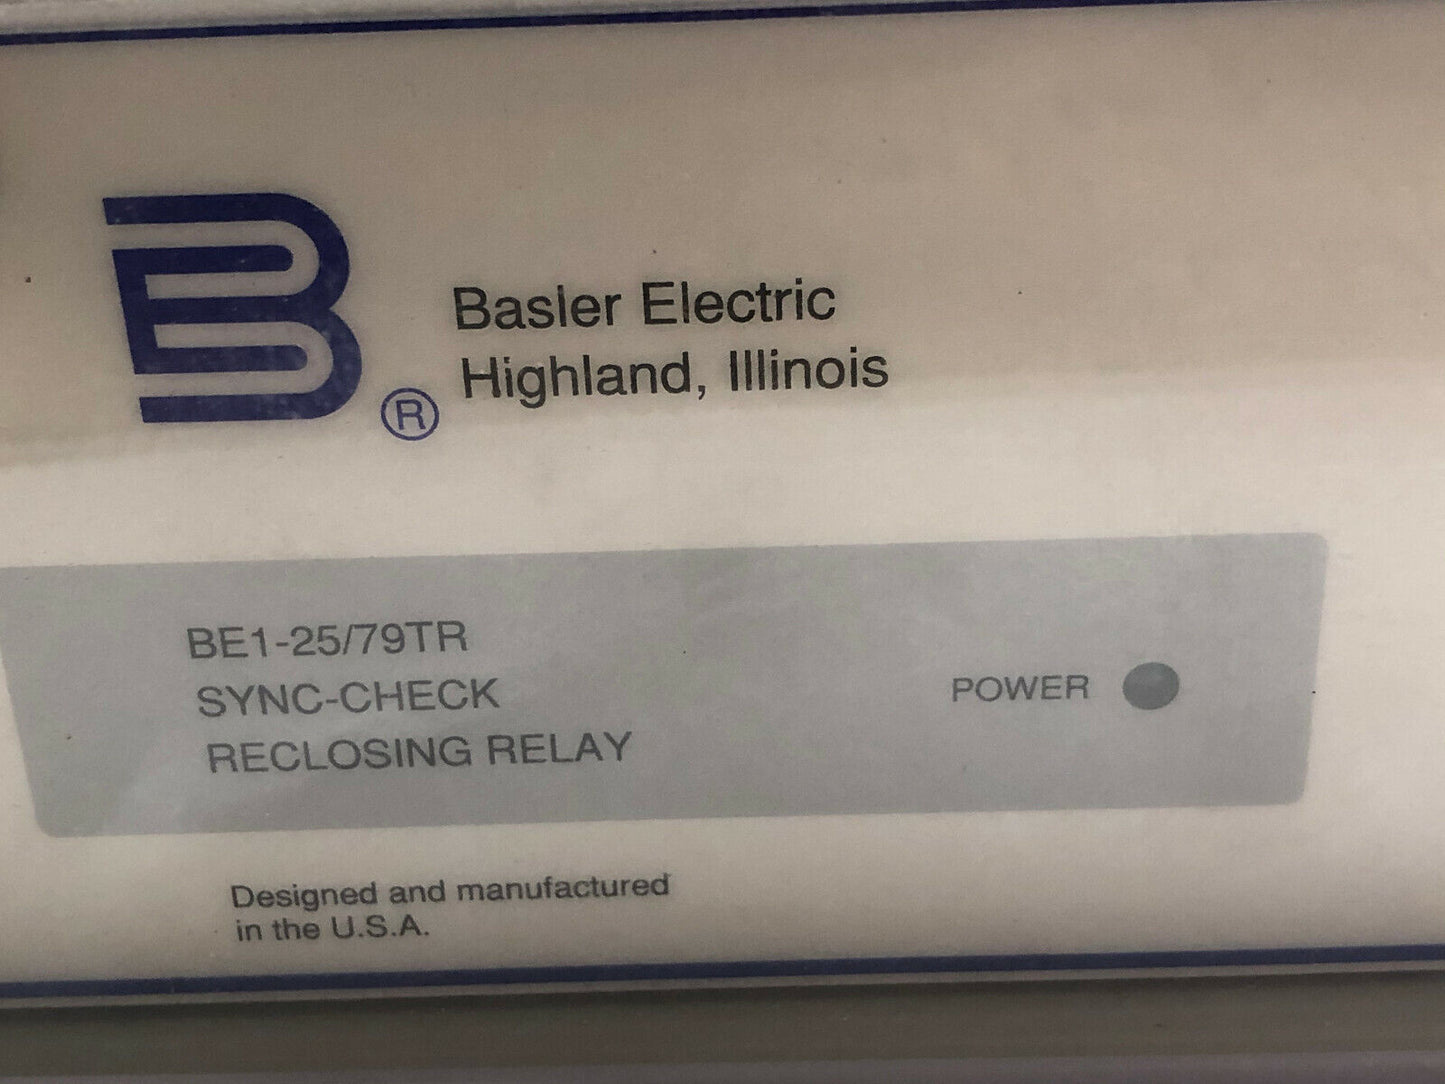 Basler Electric
Highland, Illinois
®
BE1-25/79TR
SYNC-CHECK
RECLOSING RELAY
POWER
Designed and manufactured
in the U.S.A.